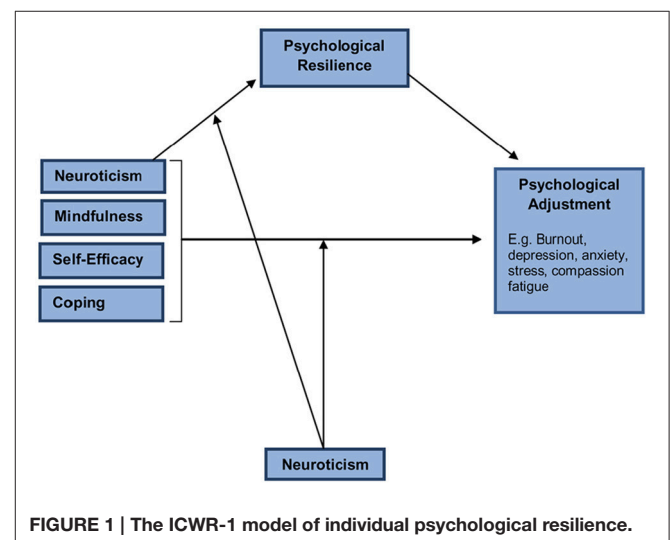 Psychological
Resilience
Neuroticism
Mindfulness
Self-Efficacy
Coping
Psychological
Adjustment
E.g. Burnout,
depression, anxiety,
stress, compassion
fatigue
Neuroticism
FIGURE 1 | The ICWR-1 model of individual psychological resilience.